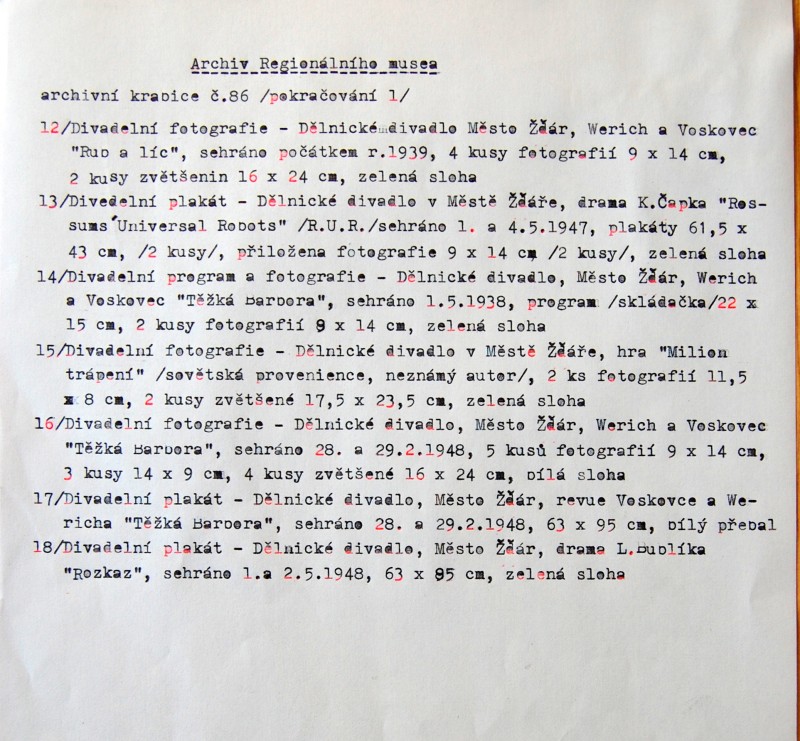 Archiv Regionálního musea
archivní krabice č.86 /pokračování 1/
12/Divadelní fotografie - Dělnické divadlo Město Žďár, Werich a Voskovec
"Rub a líc", sehráno počátkem r.1939, 4 kusy fotografií 9 x 14 cm,
2 kusy zvětšenin 16 x 24 cm, zelená sloha
13/Divedelní plakát - Dělnické divadlo v Městě Žďáře, drama K.Čapka "Ros-
sums´Universal Robots" /R.U.R./sehráno 1. a 4.5.1947, plakáty 61,5 x
43 cm, /2 kusy/, přiložena fotografie 9 x 14 cm /2 kusy/, zelená sloha
14/Divadelní program a fotografie - Dělnické divadlo, Město Žďár, Werich
a Voskovec "Těžká Barbora", sehráno 1.5.1938, program /skládačka/22 x
15 cm, 2 kusy fotografií 9 x 14 cm, zelená sloha
15/Divadelní fotografie - Dělnické divadlo v Městě Žďáře, hra "Milion
trápení" /sovětská provenience, neznámý autor/, 2 ks fotografií 11,5
x 8 cm, 2 kusy zvětšené 17,5 x 23,5 cm, zelená sloha
16/Divadelní fotografie - Dělnické divadlo, Město Žďár, Werich a Voskovec
"Těžká Barbora", sehráno 28. a 29.2.1948, 5 kusů fotografií 9 x 14 cm,
3 kusy 14 x 9 cm, 4 kusy zvětšené 16 x 24 cm, bílá sloha
17/Divadelní plakát - Dělnické divadlo, Město Žďár, revue Voskovce a We-
richa "Těžká Barbora", sehráno 28. a 29.2.1948, 63 x 95 cm, bílý přebal
18/Divadelní plakát - Dělnické divadlo, Město Žďár, drama L.Bublíka
"Rozkaz", sehráno 1.a 2.5.1948, 63 x 95 cm, zelená sloha